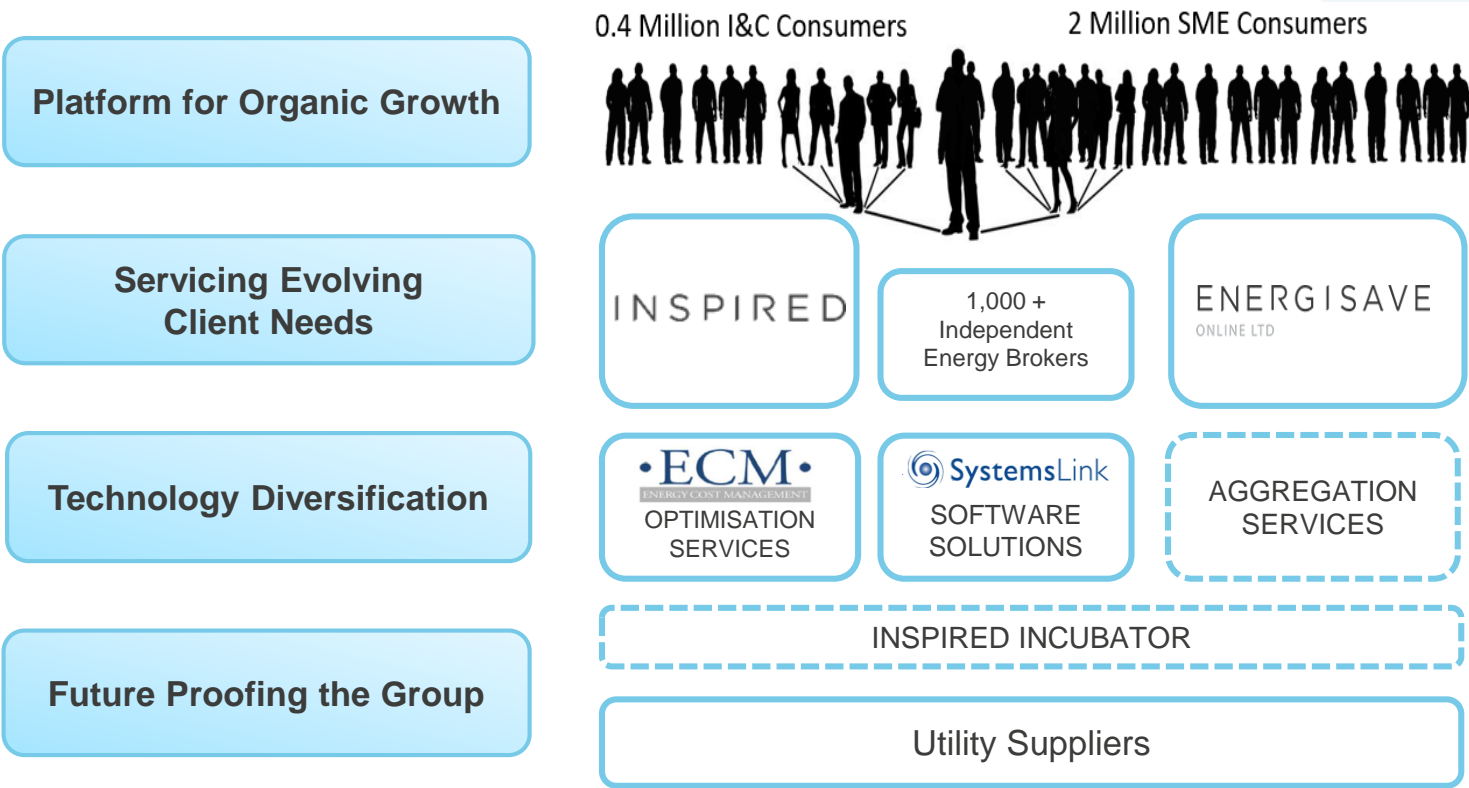 0.4 Million I&C Consumers
2 Million SME Consumers
Platform for Organic Growth
Servicing Evolving
Client Needs
INSPIRED
1,000 +
Independent
Energy Brokers
ENERGISAVE
ONLINE LTD
Technology Diversification
•ECM•
ENERGY COST MANAGEMENT
OPTIMISATION
SERVICES
SystemsLink
SOFTWARE
SOLUTIONS
AGGREGATION
SERVICES
Future Proofing the Group
INSPIRED INCUBATOR
Utility Suppliers